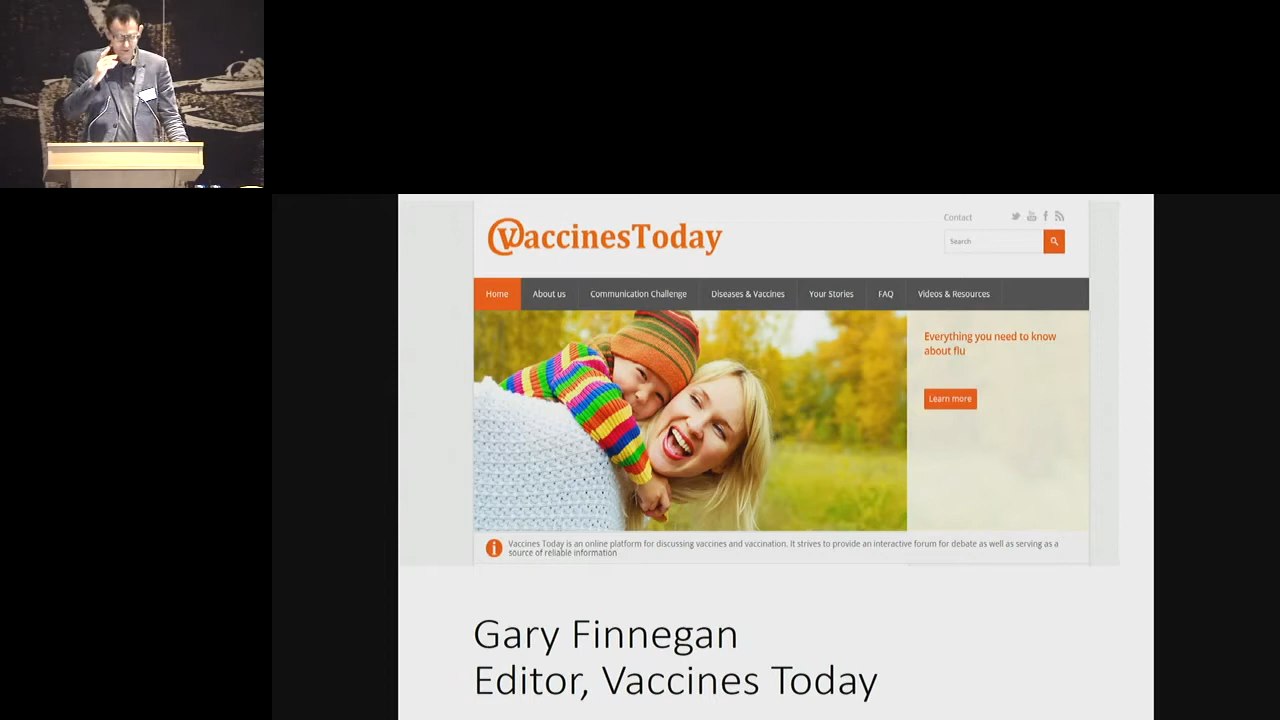 @vaccinesToday
Contact
Search
Home About us Communication Challenge Diseases & Vaccines Your Stories FAQ Videos & Resources
Everything you need to know
about flu
Learn more
Vaccines Today is an online platform for discussing vaccines and vaccination. It strives to provide an interactive forum for debate as well as serving as a
source of reliable information
Gary Finnegan
Editor, Vaccines Today